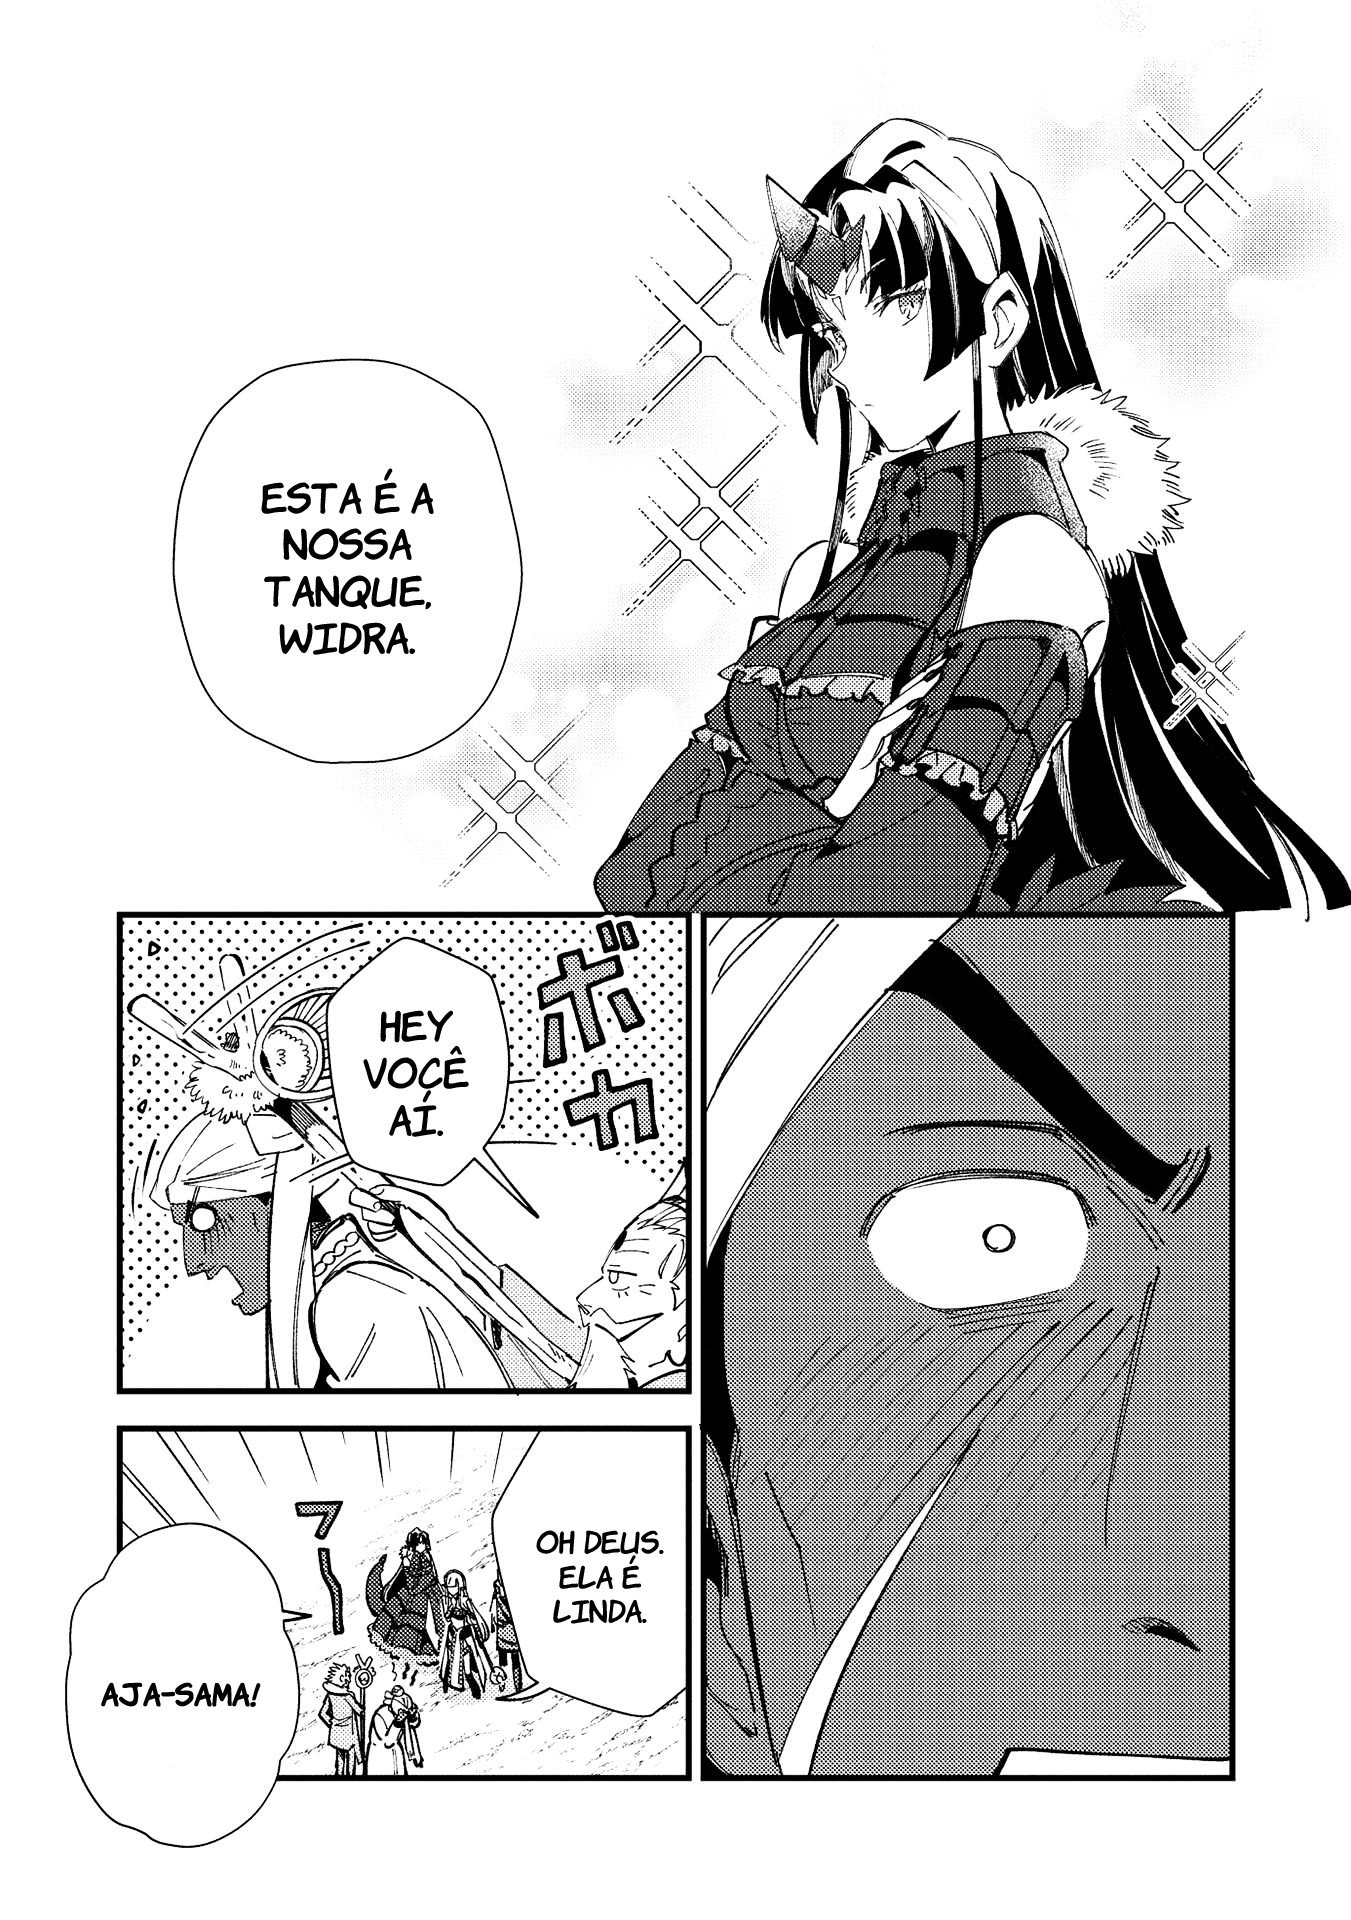 ESTA É A
NOSSA
TANQUE,
WIDRA.
HEY
VOCÊ
AÍ.
ボカ
OH DEUS.
ELA É
LINDA.
AJA-SAMA!